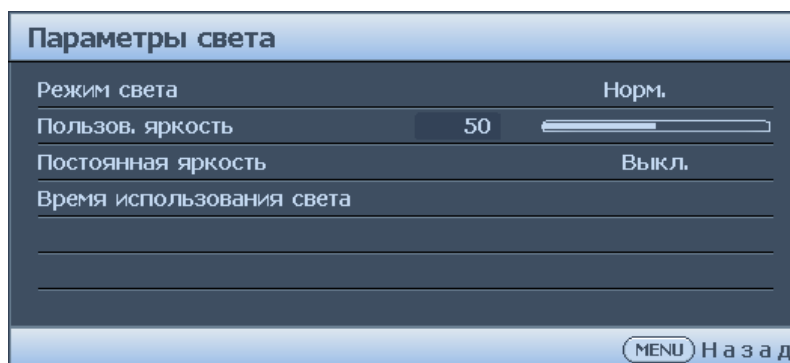 Параметры света
Режим света Норм.
Пользов. яркость 50
Постоянная яркость Выкл.
Время использования света
MENU Назад